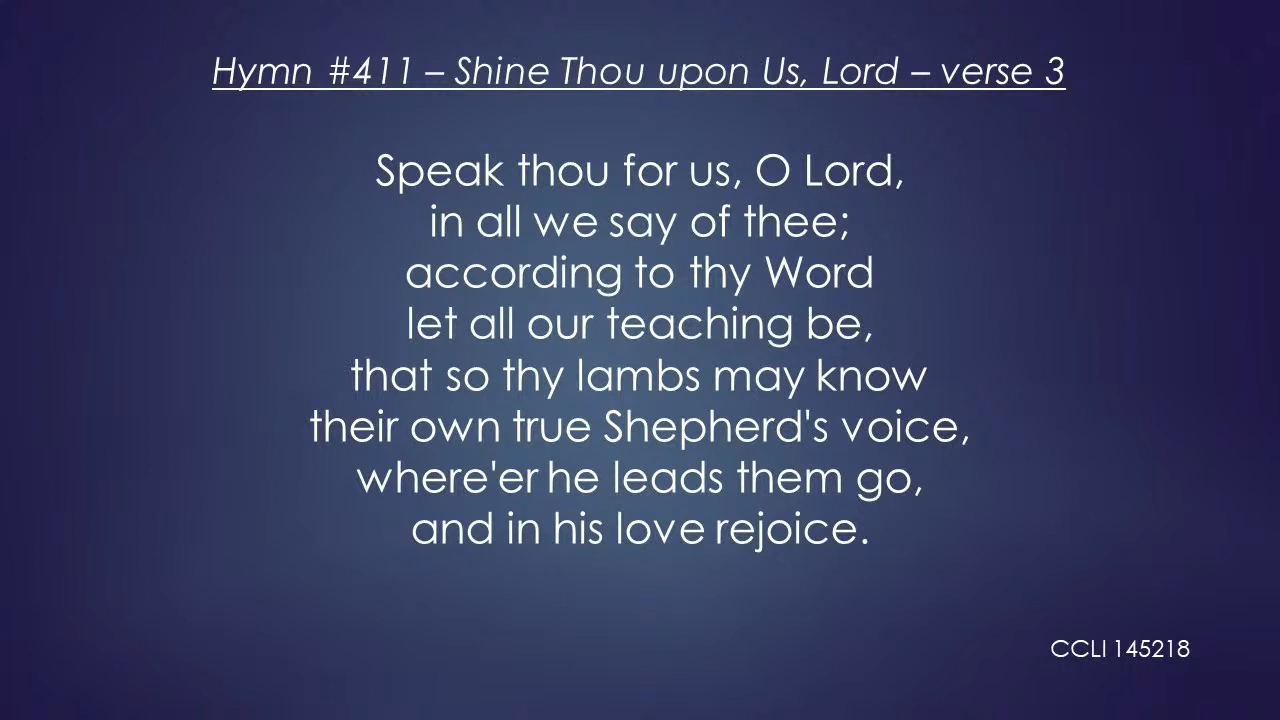 Hymn #411 – Shine Thou upon Us, Lord – verse 3
Speak thou for us, O Lord,
in all we say of thee;
according to thy Word
let all our teaching be,
that so thy lambs may know
their own true Shepherd's voice,
where'er he leads them go,
and in his love rejoice.
CCLI 145218